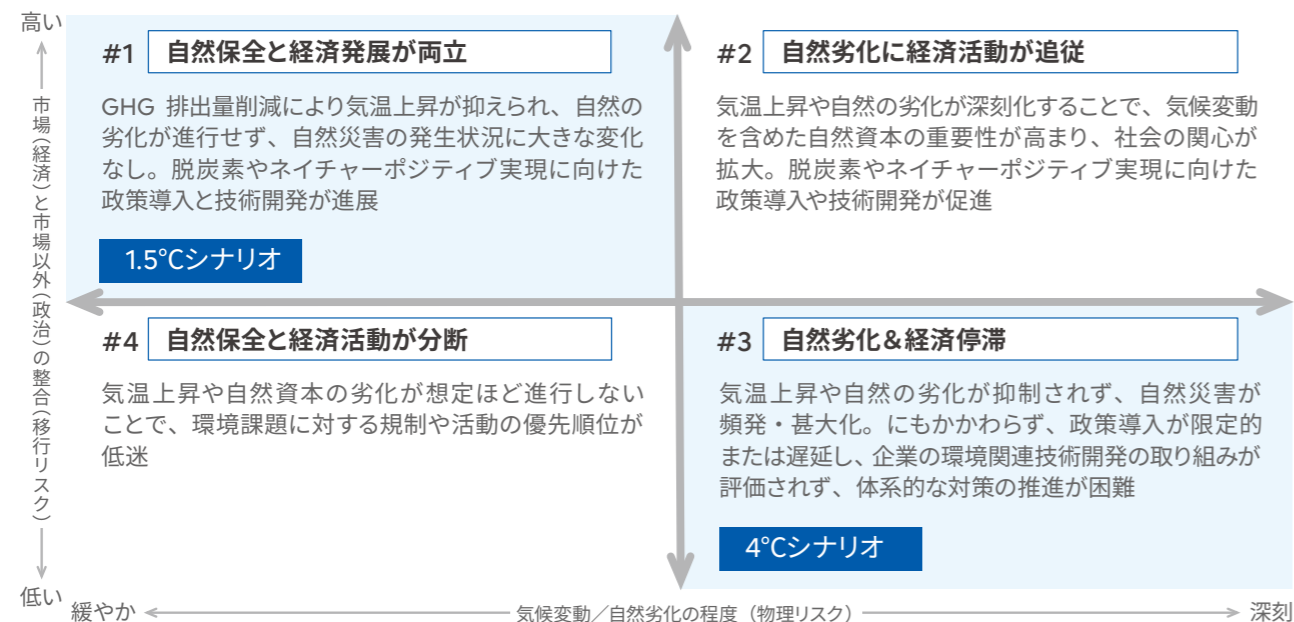 高い
市場（経済）と市場以外（政治）の整合（移行リスク）
低い
#1 自然保全と経済発展が両立
GHG 排出量削減により気温上昇が抑えられ、自然の
劣化が進行せず、自然災害の発生状況に大きな変化
なし。脱炭素やネイチャーポジティブ実現に向けた
政策導入と技術開発が進展
1.5℃シナリオ
#2 自然劣化に経済活動が追従
気温上昇や自然の劣化が深刻化することで、気候変動
を含めた自然資本の重要性が高まり、社会の関心が
拡大。脱炭素やネイチャーポジティブ実現に向けた
政策導入や技術開発が促進
#4 自然保全と経済活動が分断
気温上昇や自然資本の劣化が想定ほど進行しない
ことで、環境課題に対する規制や活動の優先順位が
低迷
#3 自然劣化＆経済停滞
気温上昇や自然の劣化が抑制されず、自然災害が
頻発・甚大化。にもかかわらず、政策導入が限定的
または遅延し、企業の環境関連技術開発の取り組みが
評価されず、体系的な対策の推進が困難
4℃シナリオ
緩やか
気候変動／自然劣化の程度（物理リスク）
深刻